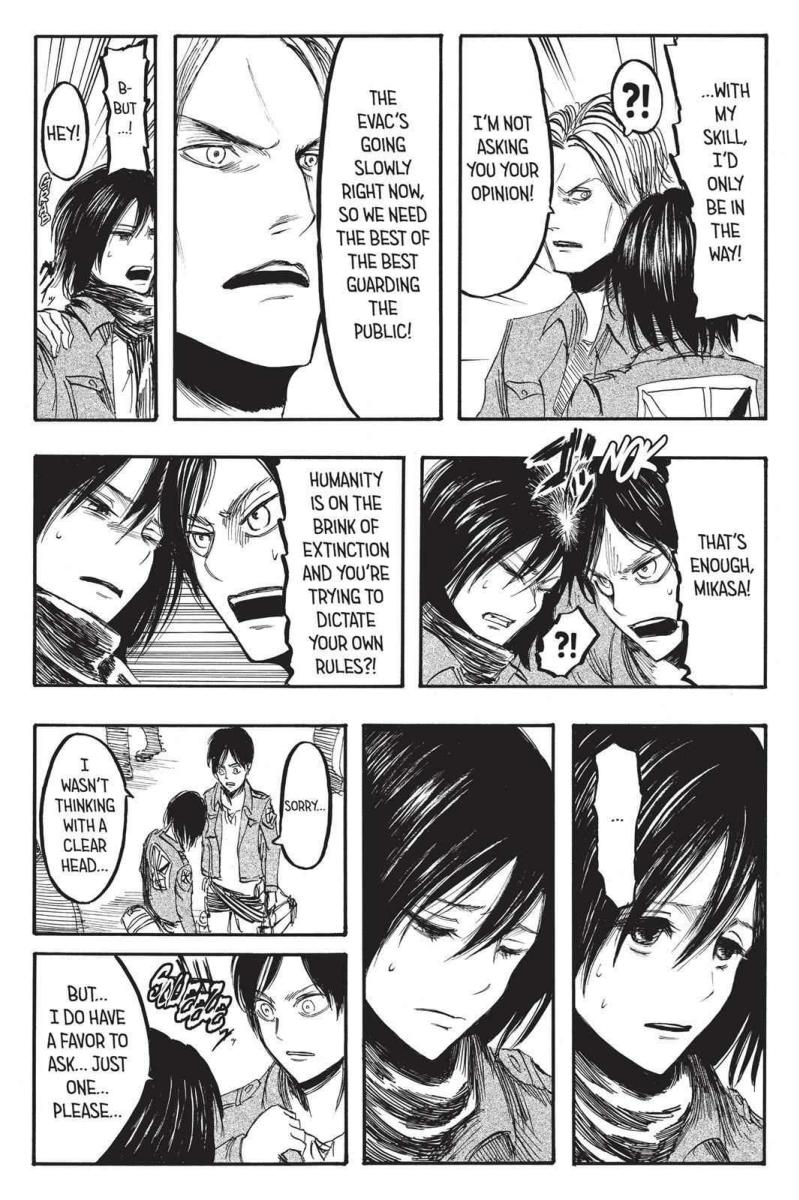 ...WITH
MY
SKILL,
I'D
ONLY
BE IN
THE
WAY!
?!
I'M NOT
ASKING
YOU YOUR
OPINION!
THE
EVAC'S
GOING
SLOWLY
RIGHT NOW,
SO WE NEED
THE BEST OF
THE BEST
GUARDING
THE
PUBLIC!
B-
BUT
...!
HEY!
GRAB
THAT'S
ENOUGH,
MIKASA!
NOK
?!
HUMANITY
IS ON THE
BRINK OF
EXTINCTION
AND YOU'RE
TRYING TO
DICTATE
YOUR OWN
RULES?!
...
SORRY...
I
WASN'T
THINKING
WITH A
CLEAR
HEAD...
SQUEEZE
BUT...
I DO HAVE
A FAVOR TO
ASK... JUST
ONE...
PLEASE...